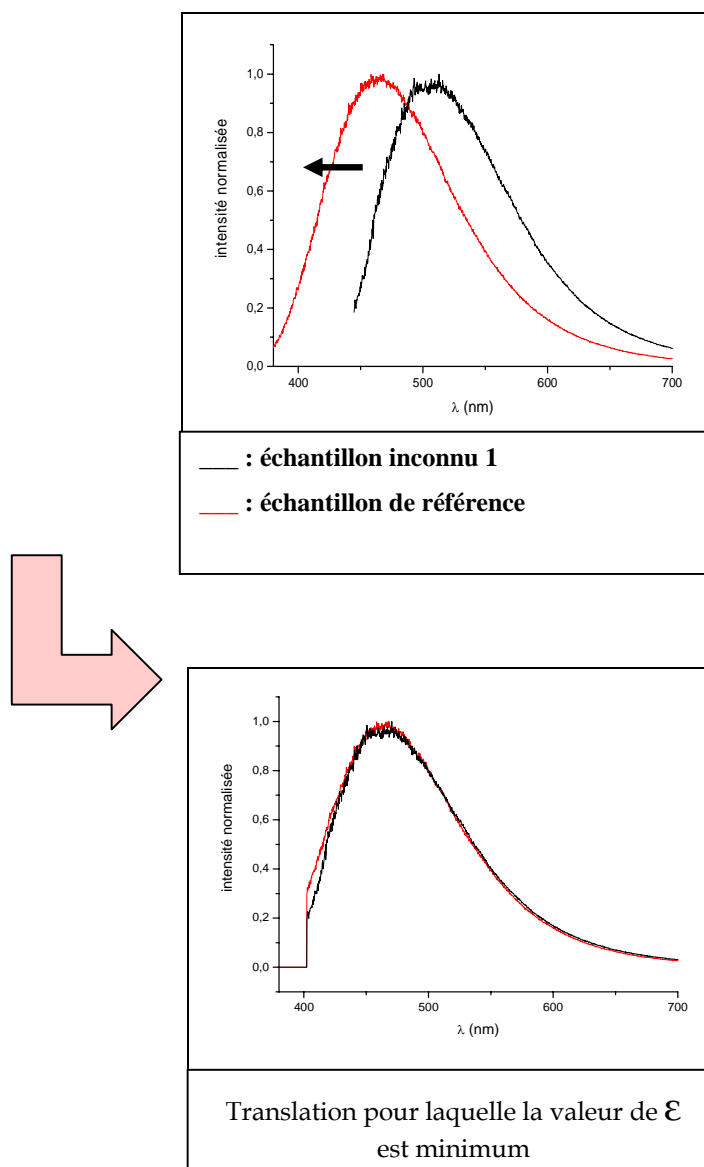 1,0
0,8
0,6
0,4
0,2
0,0
intensité normalisée
400 500 600 700
λ (nm)
___ : échantillon inconnu 1
___ : échantillon de référence
1,0
0,8
0,6
0,4
0,2
0,0
intensité normalisée
400 500 600 700
λ (nm)
Translation pour laquelle la valeur de ε
est minimum